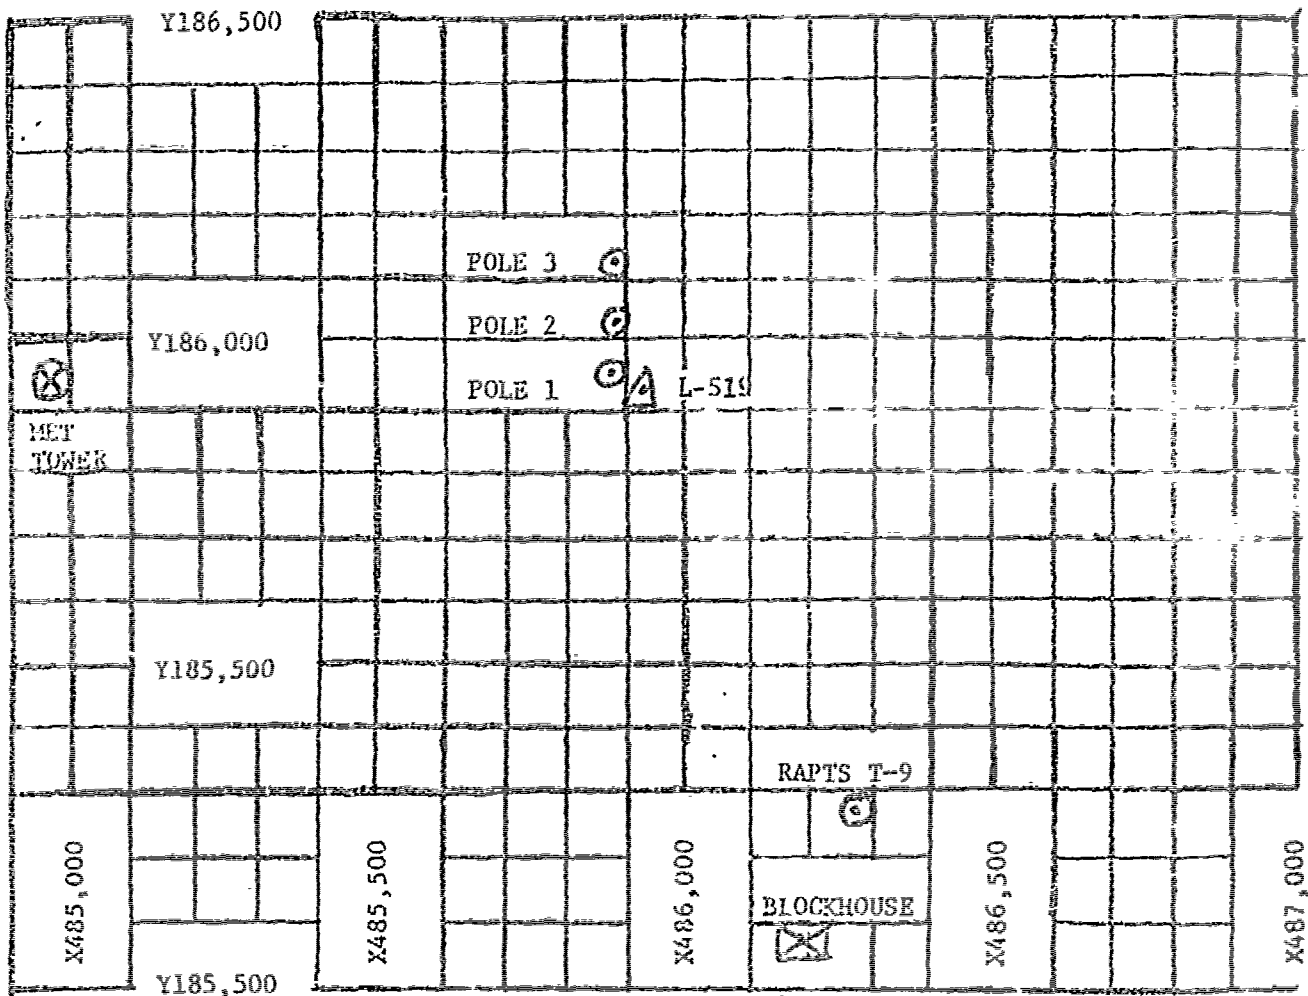 Y186,500
POLE 3
POLE 2
Y186,000
POLE 1
L-519
MET
TOWER
Y185,500
RAPTS T-9
X485,000
X485,500
X486,000
BLOCKHOUSE
X486,500
X487,000
Y185,500